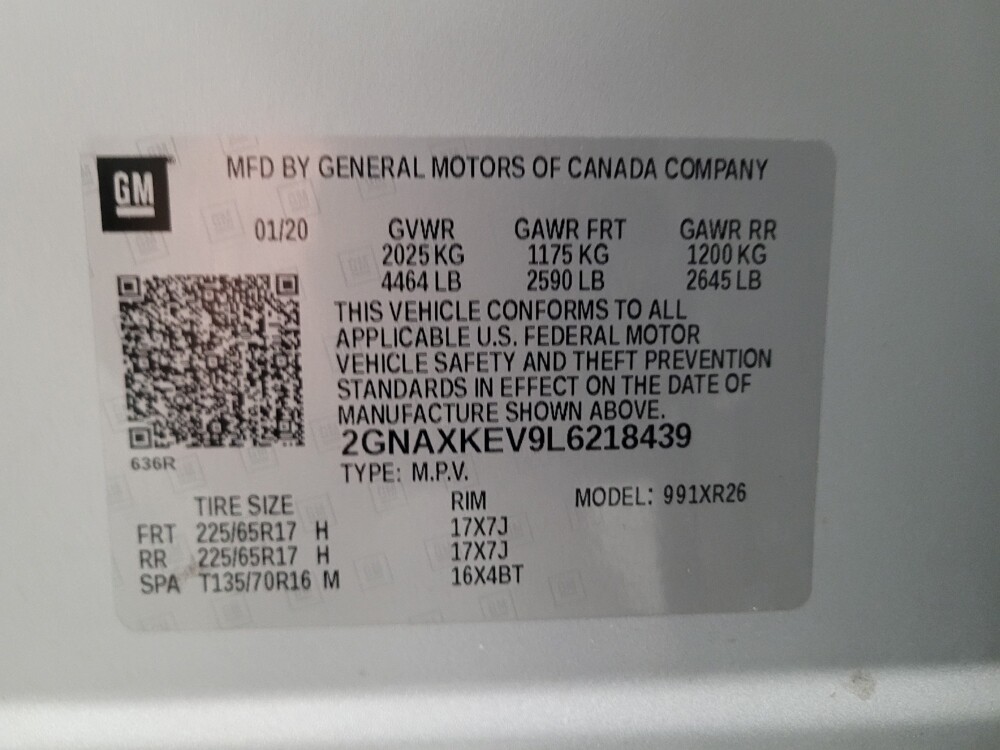 GM
MFD BY GENERAL MOTORS OF CANADA COMPANY
01/20 GVWR GAWR FRT GAWR RR
2025 KG 1175 KG 1200 KG
4464 LB 2590 LB 2645 LB
THIS VEHICLE CONFORMS TO ALL
APPLICABLE U.S. FEDERAL MOTOR
VEHICLE SAFETY AND THEFT PREVENTION
STANDARDS IN EFFECT ON THE DATE OF
MANUFACTURE SHOWN ABOVE.
2GNAXKEV9L6218439
636R
TYPE: M.P.V.
TIRE SIZE RIM MODEL: 991XR26
FRT 225/65R17 H 17X7J
RR 225/65R17 H 17X7J
SPA T135/70R16 M 16X4BT